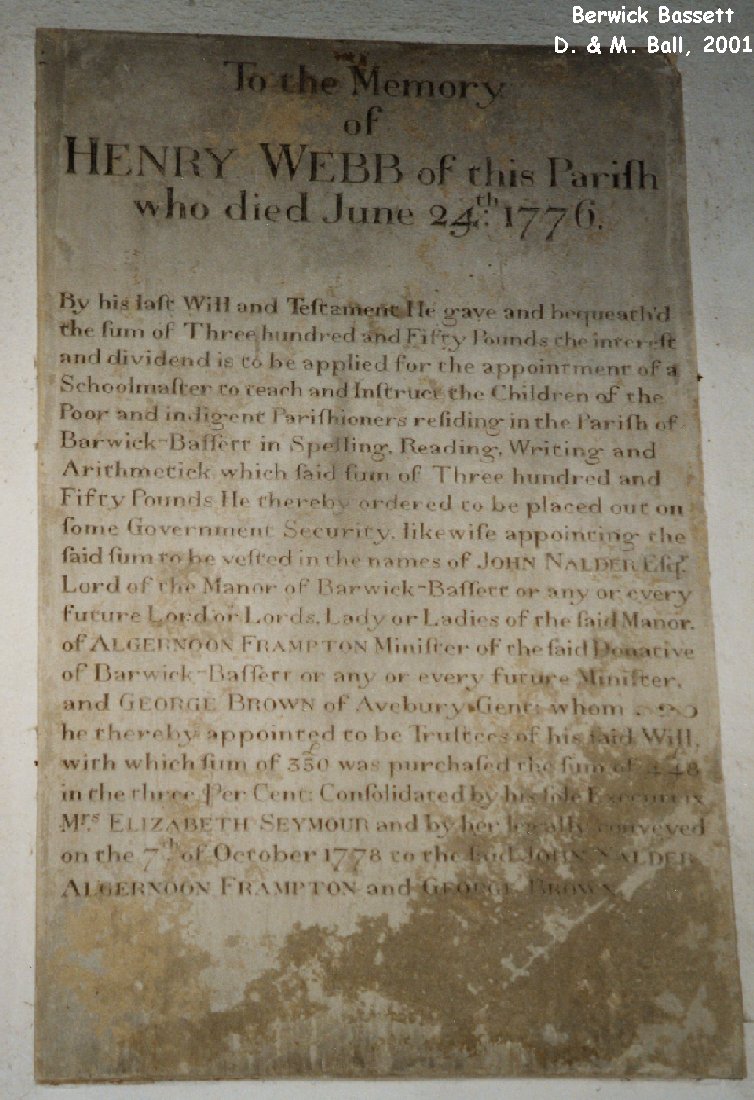 Berwick Bassett
D. & M. Ball, 2001
To the Memory
of
HENRY WEBB of this Pariſh
who died June 24th: 1776.
By his laſt Will and Teſtament He gave and bequeath'd
the ſum of Three hundred and Fifty Pounds the intereſt
and dividend is to be applied for the appointment of a
Schoolmaſter to teach and Inſtruct the Children of the
Poor and indigent Pariſhioners reſiding in the Pariſh of
Barwick-Baſſett in Spelling, Reading, Writing and
Arithmetick, which ſaid ſum of Three hundred and
Fifty Pounds He thereby ordered to be placed out on
ſome Government Security, likewiſe appointing the
ſaid ſum to be veſted in the names of JOHN NALDER Eſqr.
Lord of the Manor of Barwick-Baſſett or any or every
future Lord or Lords, Lady or Ladies of the ſaid Manor,
of ALGERNOON FRAMPTON Miniſter of the ſaid Donative
of Barwick-Baſſett or any or every future Miniſter,
and GEORGE BROWN of Avebury Gent: whom
he thereby appointed to be Truſtees of his ſaid Will,
with which ſum of £350 was purchaſed the ſum of
in the three Per Cent: Conſolidated by his ſole Executrix
Mrs ELIZABETH SEYMOUR and by her legally conveyed
on the 7th of October 1778 to the ſaid JOHN NALDER
ALGERNOON FRAMPTON and GEORGE BROWN